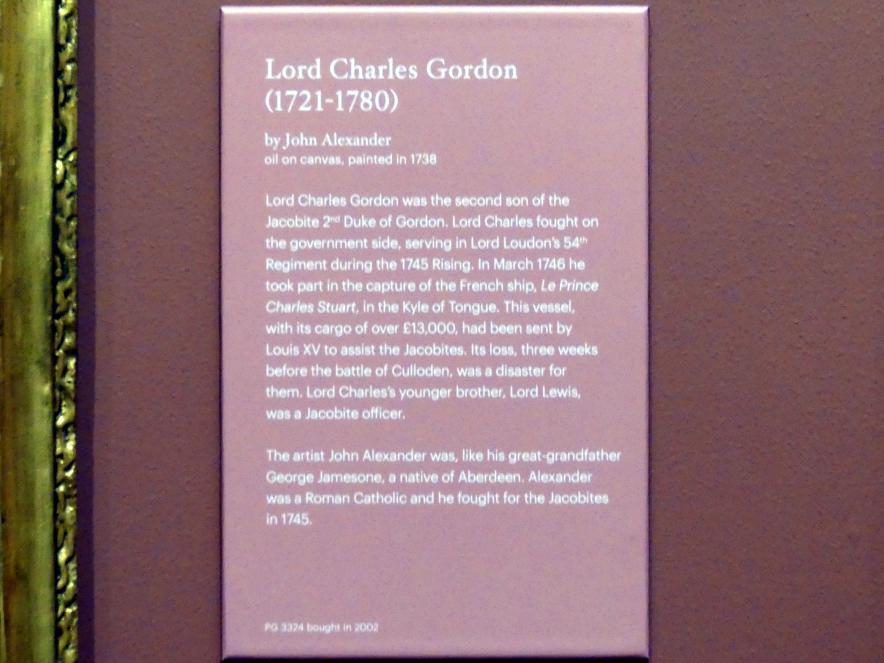 Lord Charles Gordon
(1721-1780)
by John Alexander
oil on canvas, painted in 1738
Lord Charles Gordon was the second son of the
Jacobite 2nd Duke of Gordon. Lord Charles fought on
the government side, serving in Lord Loudon's 54th
Regiment during the 1745 Rising. In March 1746 he
took part in the capture of the French ship, Le Prince
Charles Stuart, in the Kyle of Tongue. This vessel,
with its cargo of over £13,000, had been sent by
Louis XV to assist the Jacobites. Its loss, three weeks
before the battle of Culloden, was a disaster for
them. Lord Charles's younger brother, Lord Lewis,
was a Jacobite officer.
The artist John Alexander was, like his great-grandfather
George Jamesone, a native of Aberdeen. Alexander
was a Roman Catholic and he fought for the Jacobites
in 1745.
PG 3324 bought in 2002